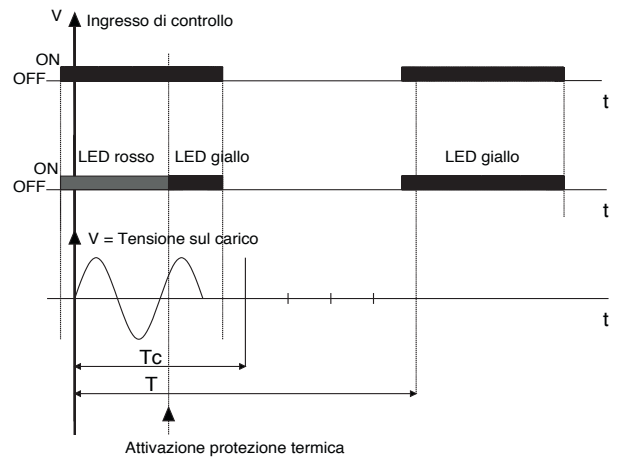 V Ingresso di controllo
ON
OFF
t
LED rosso LED giallo LED giallo
ON
OFF
t
V = Tensione sul carico
t
Tc
T
Attivazione protezione termica